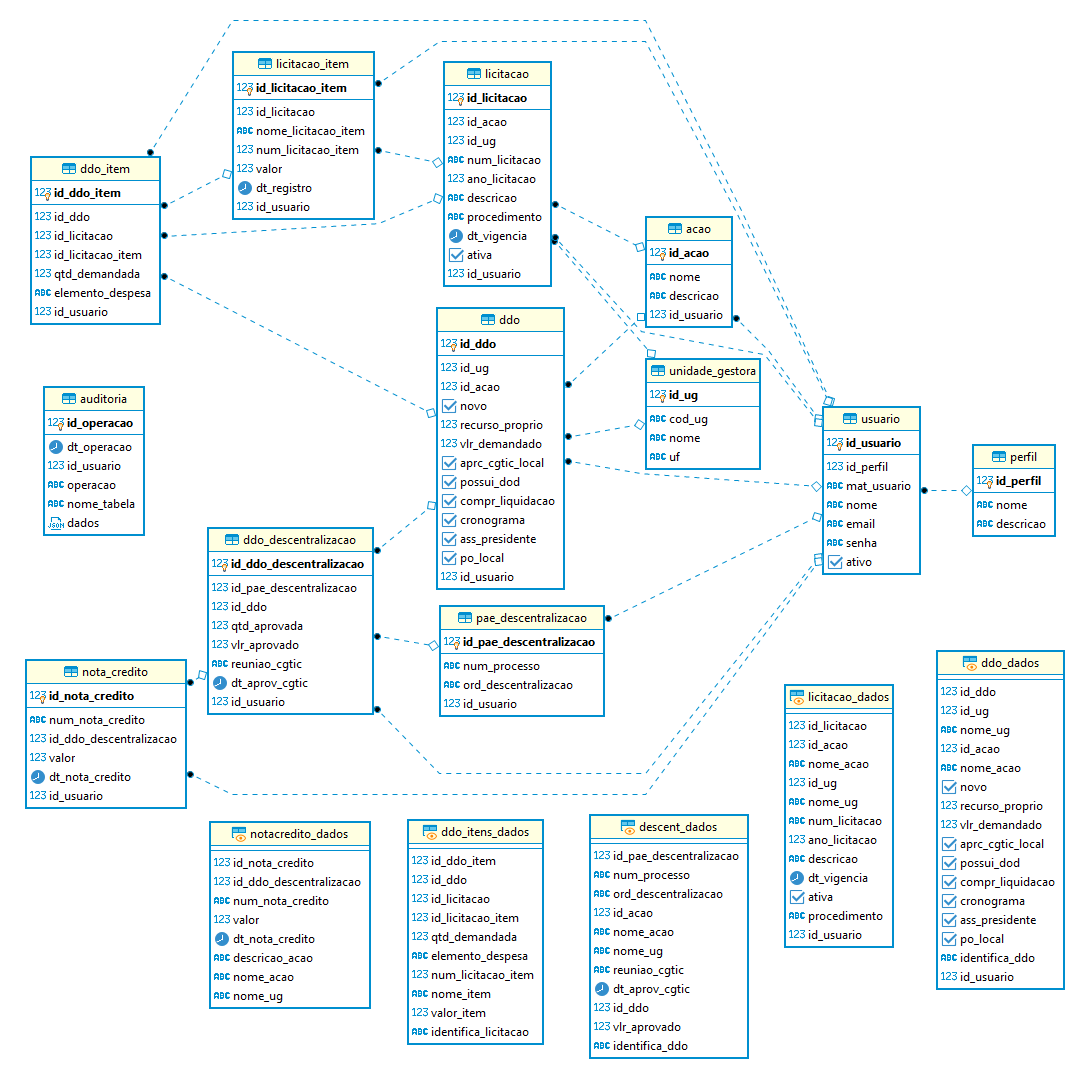 licitacao_item
123 id_licitacao_item
123 id_licitacao
ABC nome_licitacao_item
123 num_licitacao_item
123 valor
dt_registro
123 id_usuario
licitacao
123 id_licitacao
123 id_acao
123 id_ug
ABC num_licitacao
123 ano_licitacao
ABC descricao
ABC procedimento
dt_vigencia
ativa
123 id_usuario
ddo_item
123 id_ddo_item
123 id_ddo
123 id_licitacao
123 id_licitacao_item
123 qtd_demandada
ABC elemento_despesa
123 id_usuario
acao
123 id_acao
ABC nome
ABC descricao
123 id_usuario
ddo
123 id_ddo
123 id_ug
123 id_acao
novo
123 recurso_proprio
123 vlr_demandado
aprc_cgtic_local
possui_dod
compr_liquidacao
cronograma
ass_presidente
po_local
123 id_usuario
unidade_gestora
123 id_ug
ABC cod_ug
ABC nome
ABC uf
auditoria
123 id_operacao
dt_operacao
123 id_usuario
ABC operacao
ABC nome_tabela
JSON dados
usuario
123 id_usuario
123 id_perfil
ABC mat_usuario
ABC nome
ABC email
ABC senha
ativo
perfil
123 id_perfil
ABC nome
ABC descricao
ddo_descentralizacao
123 id_ddo_descentralizacao
123 id_pae_descentralizacao
123 id_ddo
123 qtd_aprovada
123 vlr_aprovado
ABC reuniao_cgtic
dt_aprov_cgtic
123 id_usuario
pae_descentralizacao
123 id_pae_descentralizacao
ABC num_processo
ABC ord_descentralizacao
123 id_usuario
nota_credito
123 id_nota_credito
ABC num_nota_credito
123 id_ddo_descentralizacao
123 valor
dt_nota_credito
123 id_usuario
licitacao_dados
123 id_licitacao
123 id_acao
ABC nome_acao
123 id_ug
ABC nome_ug
ABC num_licitacao
123 ano_licitacao
ABC descricao
dt_vigencia
ativa
ABC procedimento
123 id_usuario
ddo_dados
123 id_ddo
123 id_ug
ABC nome_ug
123 id_acao
ABC nome_acao
novo
123 recurso_proprio
123 vlr_demandado
aprc_cgtic_local
possui_dod
compr_liquidacao
cronograma
ass_presidente
po_local
ABC identifica_ddo
123 id_usuario
notacredito_dados
123 id_nota_credito
123 id_ddo_descentralizacao
ABC num_nota_credito
123 valor
dt_nota_credito
ABC descricao_acao
ABC nome_acao
ABC nome_ug
ddo_itens_dados
123 id_ddo_item
123 id_ddo
123 id_licitacao
123 id_licitacao_item
123 qtd_demandada
ABC elemento_despesa
123 num_licitacao_item
ABC nome_item
123 valor_item
ABC identifica_licitacao
descent_dados
123 id_pae_descentralizacao
ABC num_processo
ABC ord_descentralizacao
123 id_acao
ABC nome_acao
ABC nome_ug
ABC reuniao_cgtic
dt_aprov_cgtic
123 id_ddo
123 vlr_aprovado
ABC identifica_ddo